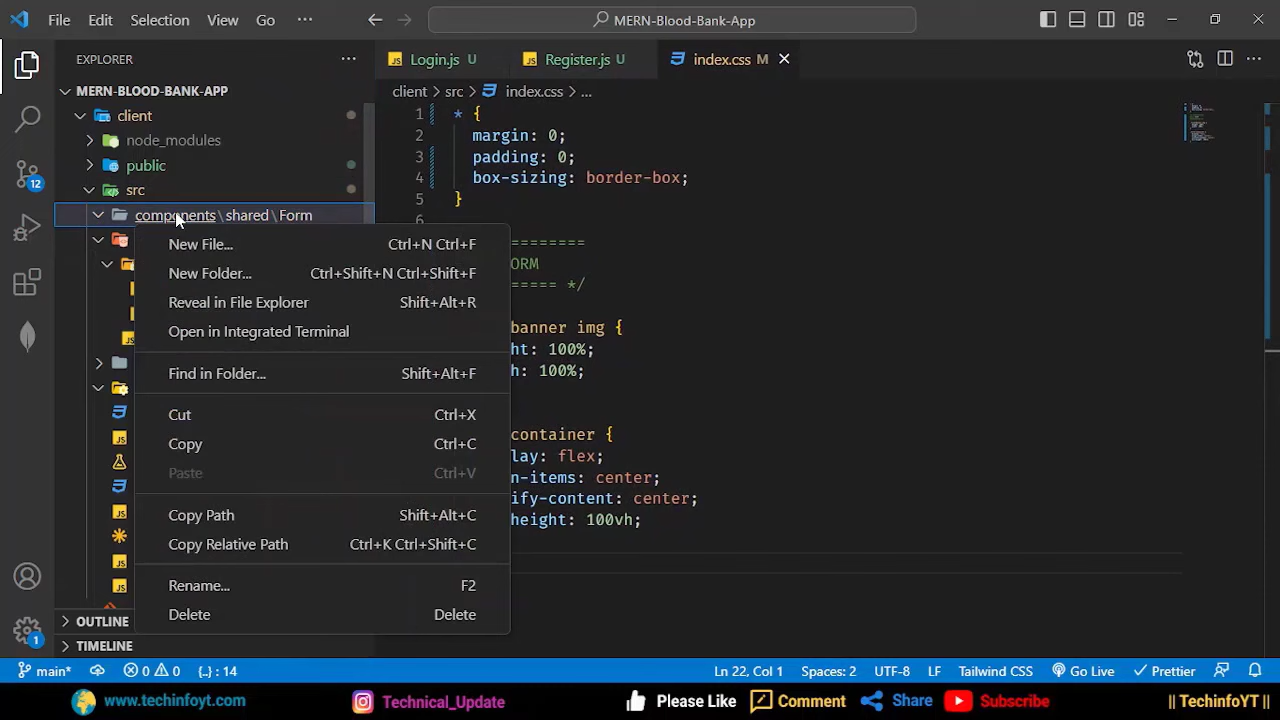 File Edit View Go ... MERN-Blood-Bank-App
EXPLORER
MERN-BLOOD-BANK-APP
client
node_modules
public
src
components\shared\Form
OUTLINE
TIMELINE
New File... Ctrl+N Ctrl+F
New Folder... Ctrl+Shift+N Ctrl+Shift+F
Reveal in File Explorer Shift+Alt+R
Open in Integrated Terminal
Find in Folder... Shift+Alt+F
Cut Ctrl+X
Copy Ctrl+C
Paste Ctrl+V
Copy Path Shift+Alt+C
Copy Relative Path Ctrl+K Ctrl+Shift+C
Rename... F2
Delete Delete
Login.js U Register.js U index.css M
client > src > index.css > ...
1 * {
2 margin: 0;
3 padding: 0;
4 box-sizing: border-box;
5 }
6
========
ORM
===== */
banner img {
ht: 100%;
h: 100%;
container {
lay: flex;
n-items: center;
ify-content: center;
height: 100vh;
12
1
main* 0 0 {..} : 14 Ln 22, Col 1 Spaces: 2 UTF-8 LF Tailwind CSS Go Live Prettier
www.techinfoyt.com Technical_Update Please Like Comment Share Subscribe || TechinfoYT ||